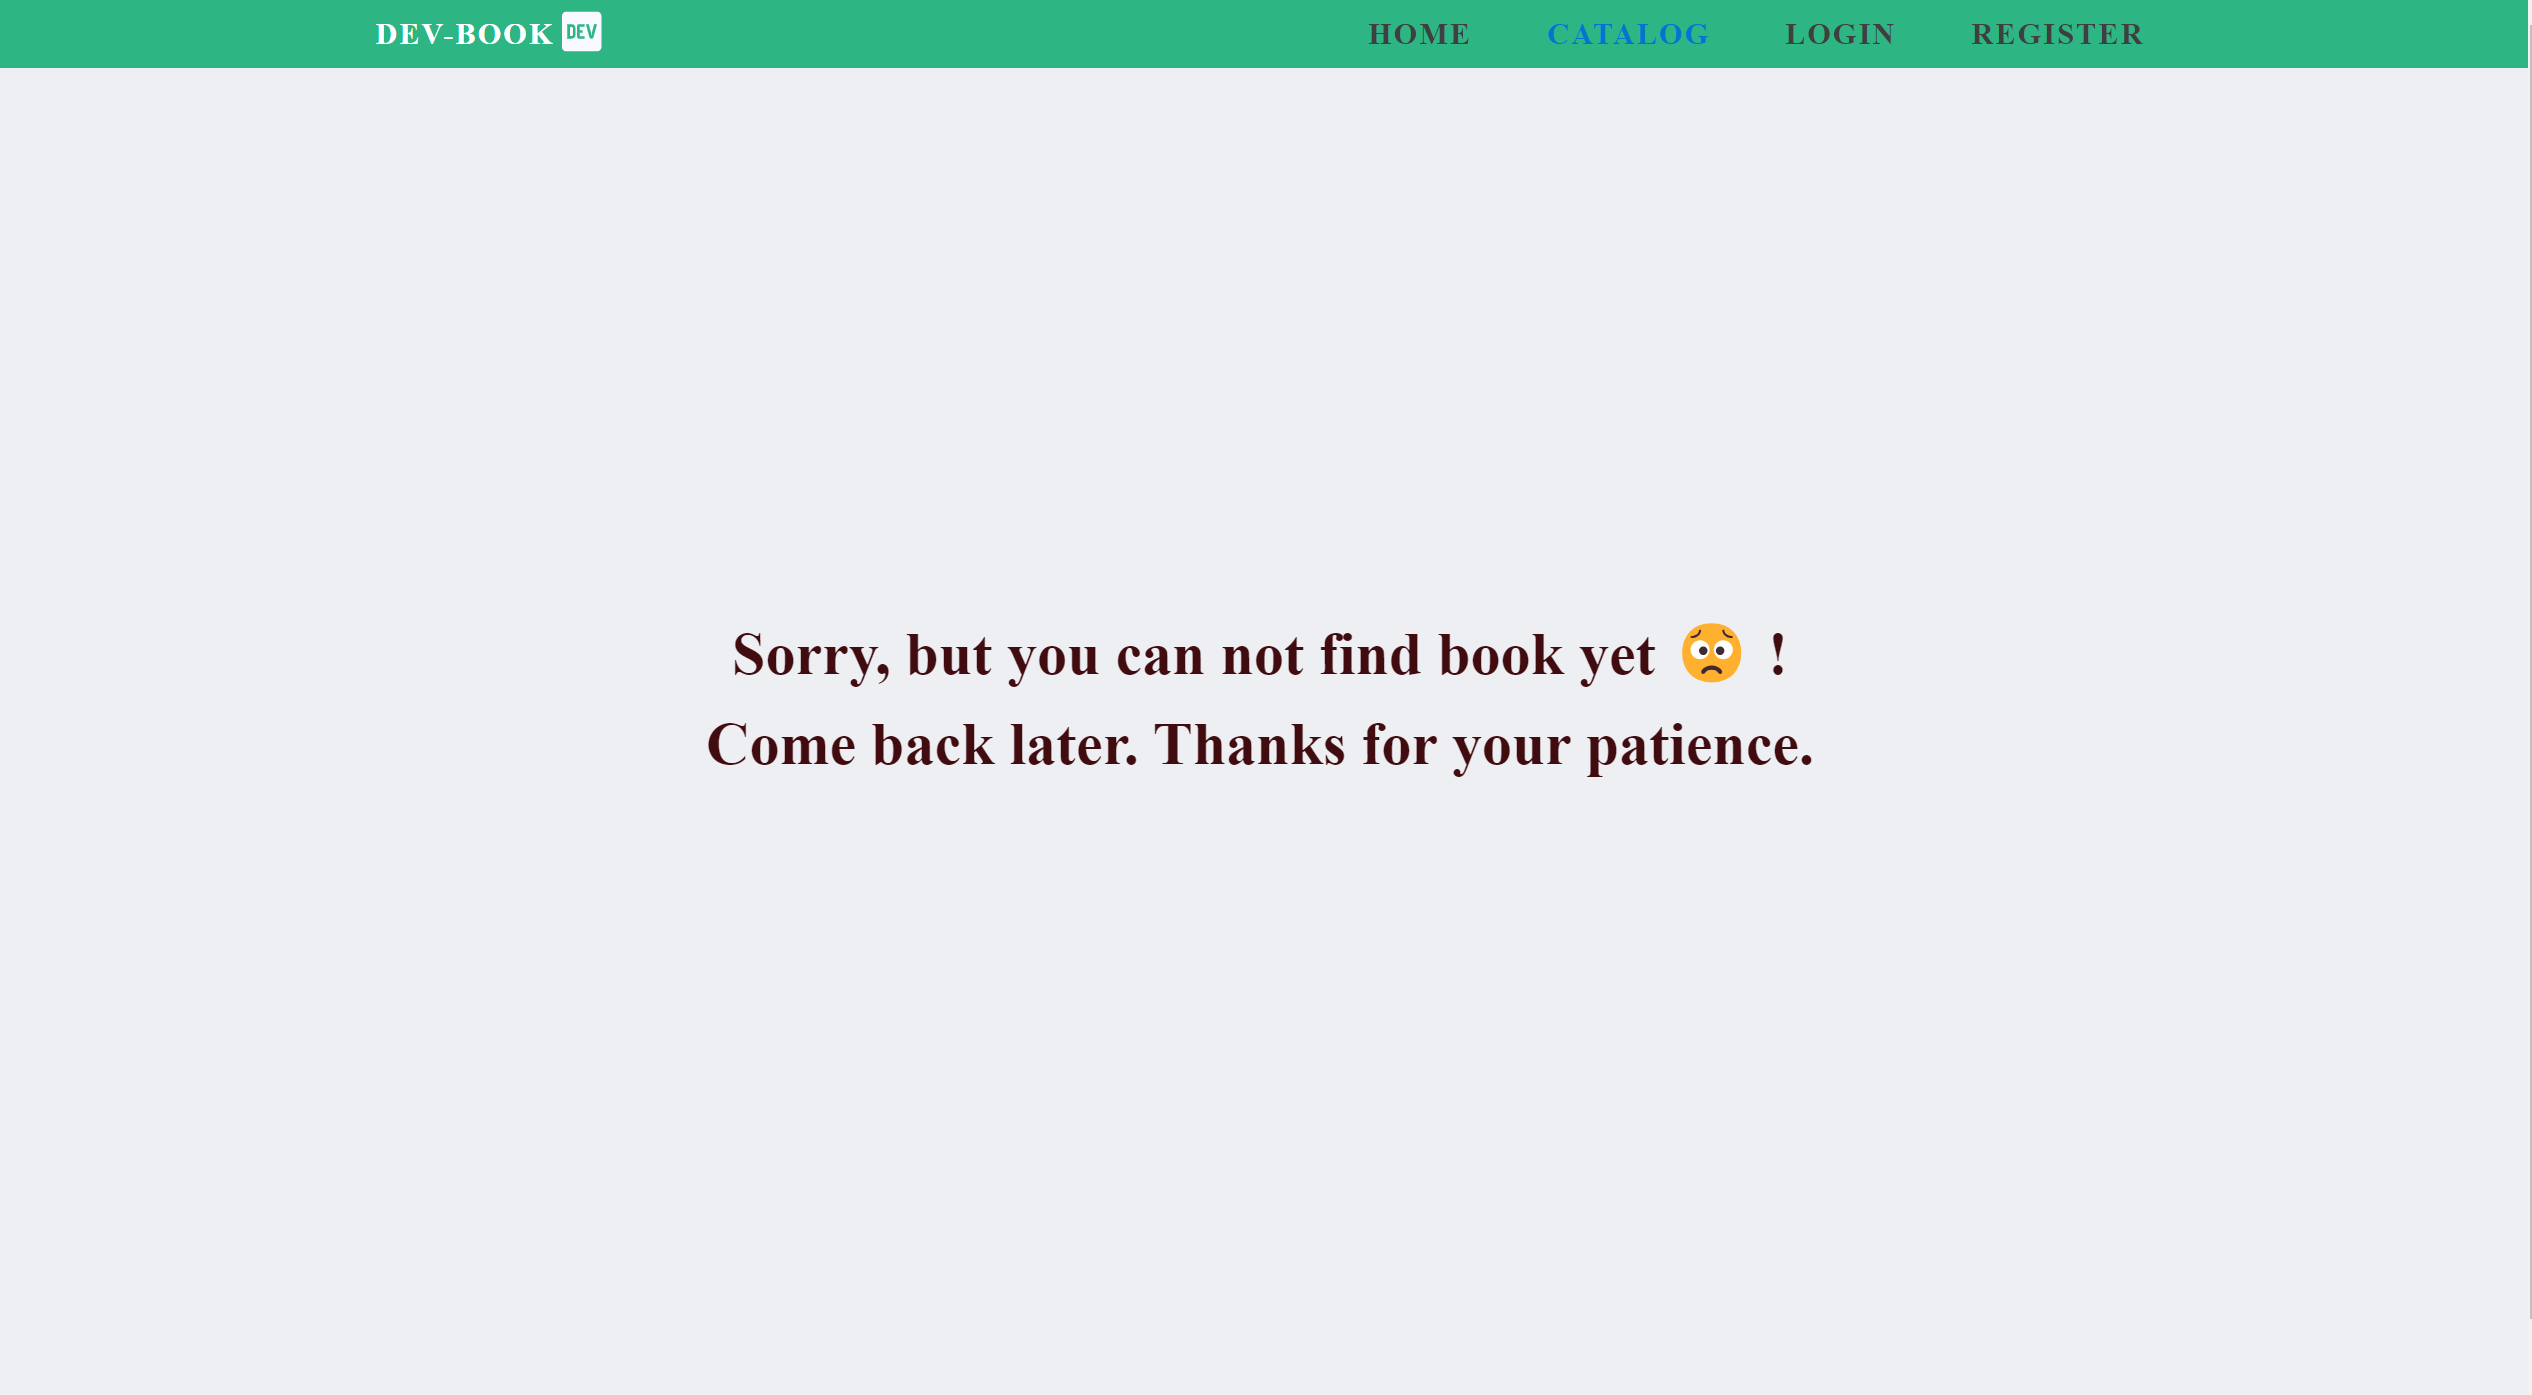 DEV-BOOK DEV HOME CATALOG LOGIN REGISTER
Sorry, but you can not find book yet 😟 !
Come back later. Thanks for your patience.